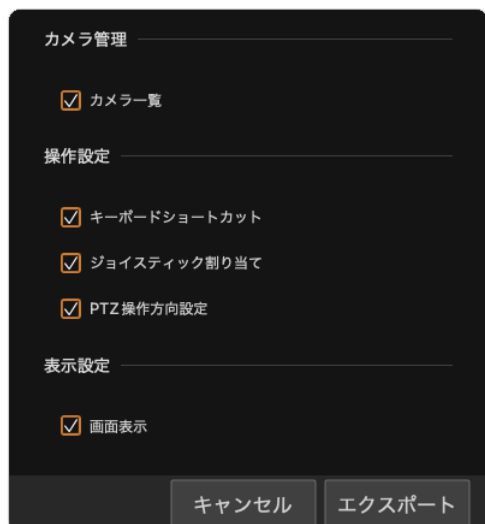 カメラ管理
カメラ一覧
操作設定
キーボードショートカット
ジョイスティック割り当て
PTZ操作方向設定
表示設定
画面表示
キャンセル エクスポート